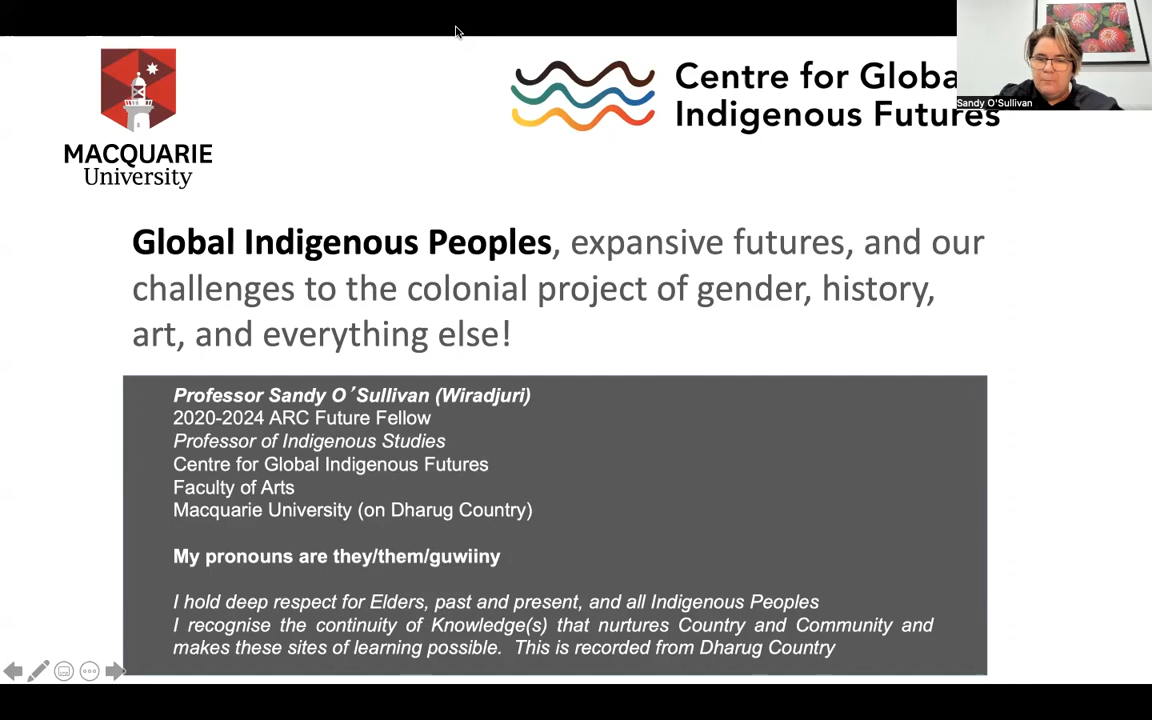 MACQUARIE
University
Centre for Globa
Indigenous Futures
Sandy O'Sullivan
Global Indigenous Peoples, expansive futures, and our
challenges to the colonial project of gender, history,
art, and everything else!
Professor Sandy O´Sullivan (Wiradjuri)
2020-2024 ARC Future Fellow
Professor of Indigenous Studies
Centre for Global Indigenous Futures
Faculty of Arts
Macquarie University (on Dharug Country)
My pronouns are they/them/guwiiny
I hold deep respect for Elders, past and present, and all Indigenous Peoples
I recognise the continuity of Knowledge(s) that nurtures Country and Community and
makes these sites of learning possible. This is recorded from Dharug Country